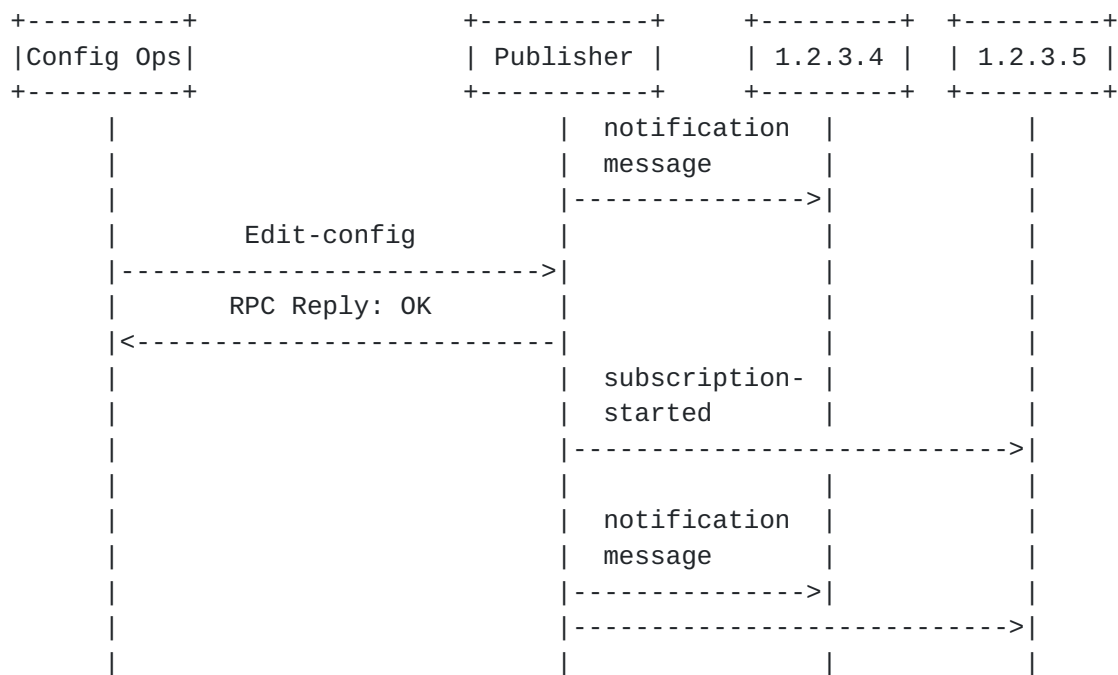 +----------+                 +-----------+     +---------+  +---------+
|Config Ops|                 | Publisher |     | 1.2.3.4 |  | 1.2.3.5 |
+----------+                 +-----------+     +---------+  +---------+
      |                            |  notification  |            |
      |                            |  message       |            |
      |                            |--------------->|            |
      |       Edit-config          |                |            |
      |--------------------------->|                |            |
      |      RPC Reply: OK         |                |            |
      |<---------------------------|                |            |
      |                            |  subscription- |            |
      |                            |  started       |            |
      |                            |---------------------------->|
      |                            |                |            |
      |                            |  notification  |            |
      |                            |  message       |            |
      |                            |--------------->|            |
      |                            |---------------------------->|
      |                            |                |            |